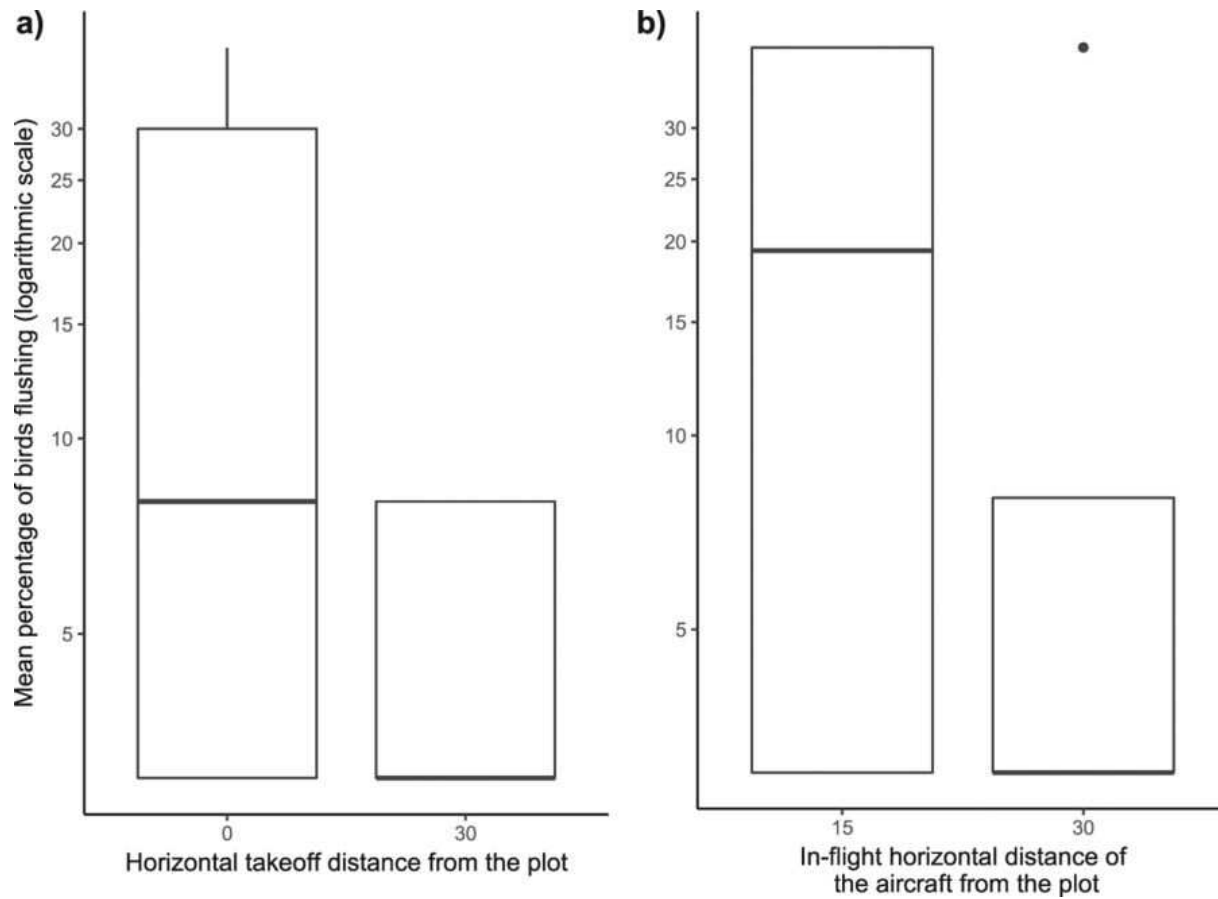 a)
Mean percentage of birds flushing (logarithmic scale)
30
25
20
15
10
5
0
30
Horizontal takeoff distance from the plot
b)
30
25
20
15
10
5
15
30
In-flight horizontal distance of
the aircraft from the plot